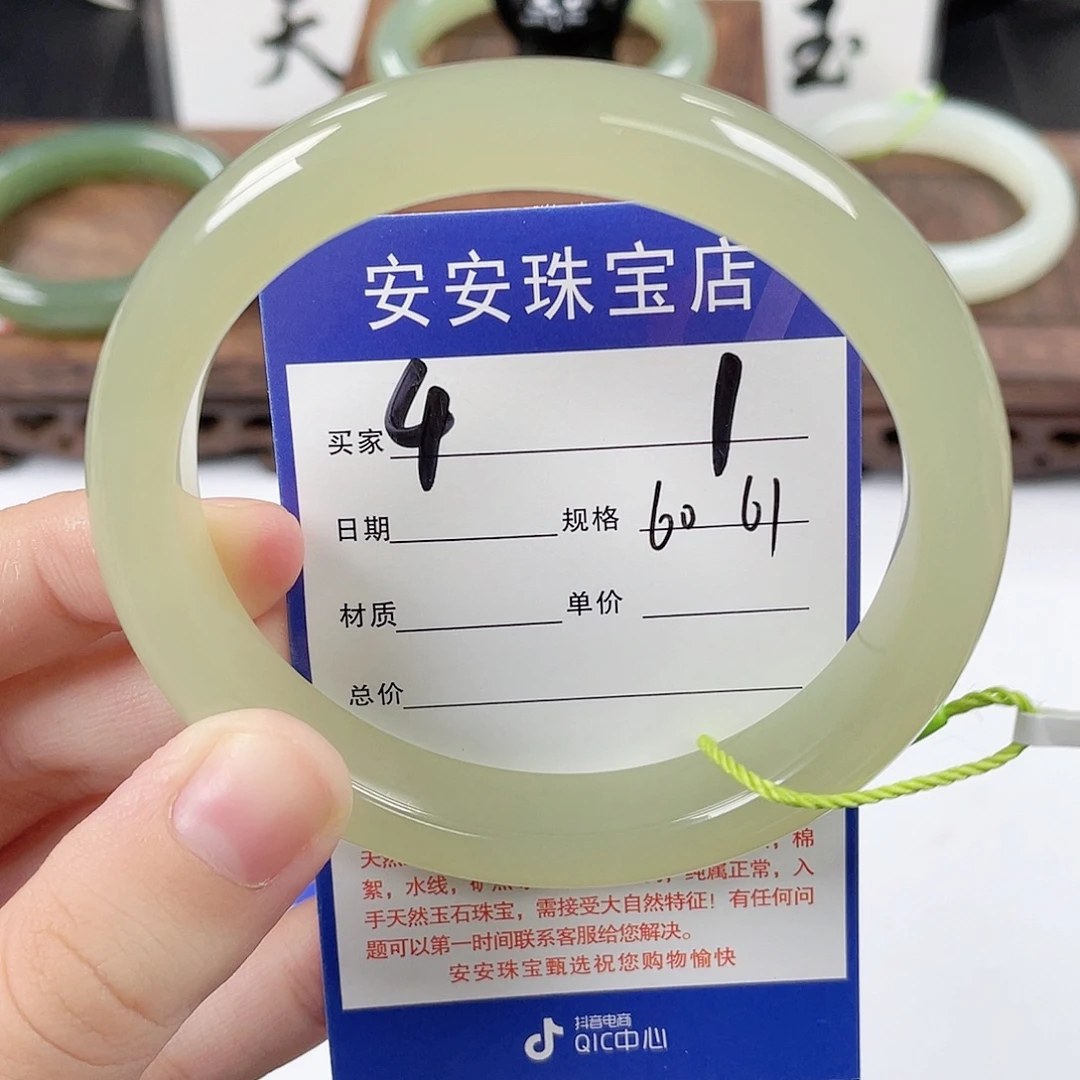 天 玉
安安珠宝店
买家 4 1
日期 规格 60 61
材质 单价
总价
天然 棉
絮，水线， 纯属正常，入
手天然玉石珠宝，需接受大自然特征！有任何问
题可以第一时间联系客服给您解决。
安安珠宝甄选祝您购物愉快
抖音电商
QIC中心